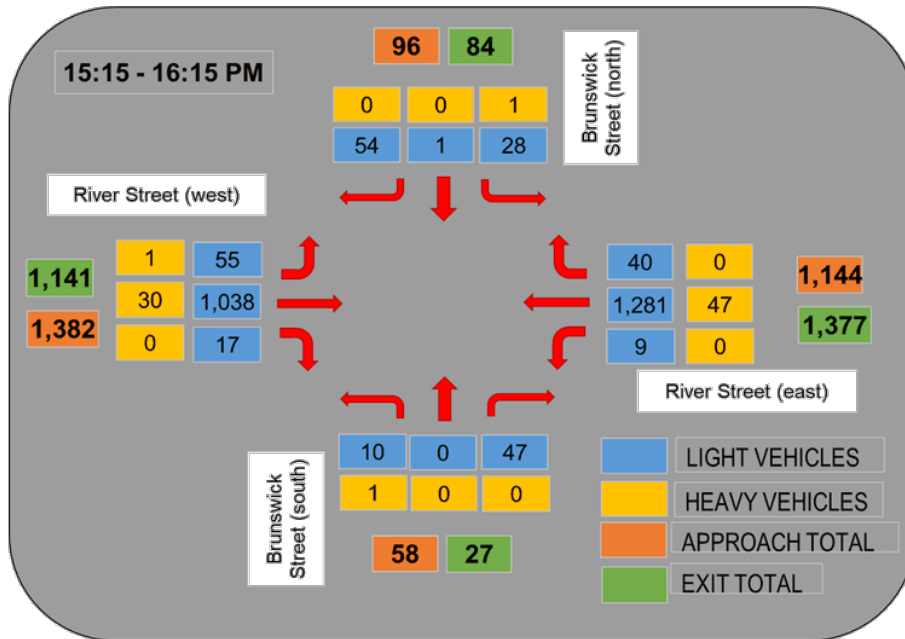 96 84
15:15 - 16:15 PM
Brunswick
Street (north)
0 0 1
54 1 28
River Street (west)
1,141
1,382
1 55
30 1,038
0 17
40 0
1,281 47
9 0
1,144
1,377
River Street (east)
Brunswick
Street (south)
10 0 47
1 0 0
58 27
LIGHT VEHICLES
HEAVY VEHICLES
APPROACH TOTAL
EXIT TOTAL